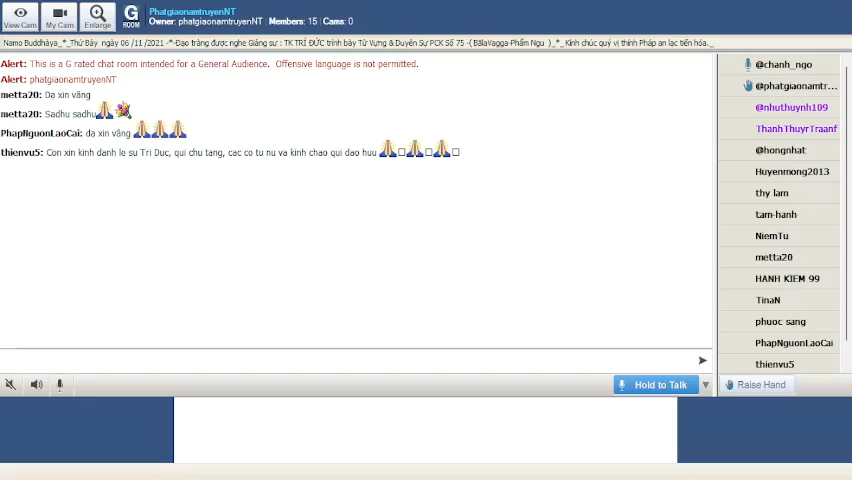 View Cam
My Cam
Enlarge
G
ROOM
PhatgiaonamtruyenNT
Owner: phatgiaonamtruyenNT Members: 15 Cams: 0
Namo Buddhàya_*_Thứ Bảy ngày 06 /11 /2021 -*-Đạo tràng được nghe Giảng sư : TK TRÍ ĐỨC trình bày Từ Vựng & Duyên Sự PCK Số 75 -( BālaVagga-Phẩm Ngu )_*_ Kính chúc quý vị thính Pháp an lạc tiến hóa._
Alert: This is a G rated chat room intended for a General Audience. Offensive language is not permitted.
Alert: phatgiaonamtruyenNT
metta20: Dạ xin vâng
metta20: Sadhu sadhu
PhapNguonLaoCai: dạ xin vâng
thienvu5: Con xin kinh danh le su Tri Duc, qui chu tang, cac co tu nu va kinh chao qui dao huu
@chanh_ngo
@phatgiaonamtr...
@nhuthuynh109
ThanhThuyrTraanf
@hongnhat
Huyenmong2013
thy lam
tam-hanh
NiemTu
metta20
HANH KIEM 99
TinaN
phuoc sang
PhapNguonLaoCai
thienvu5
Hold to Talk
Raise Hand